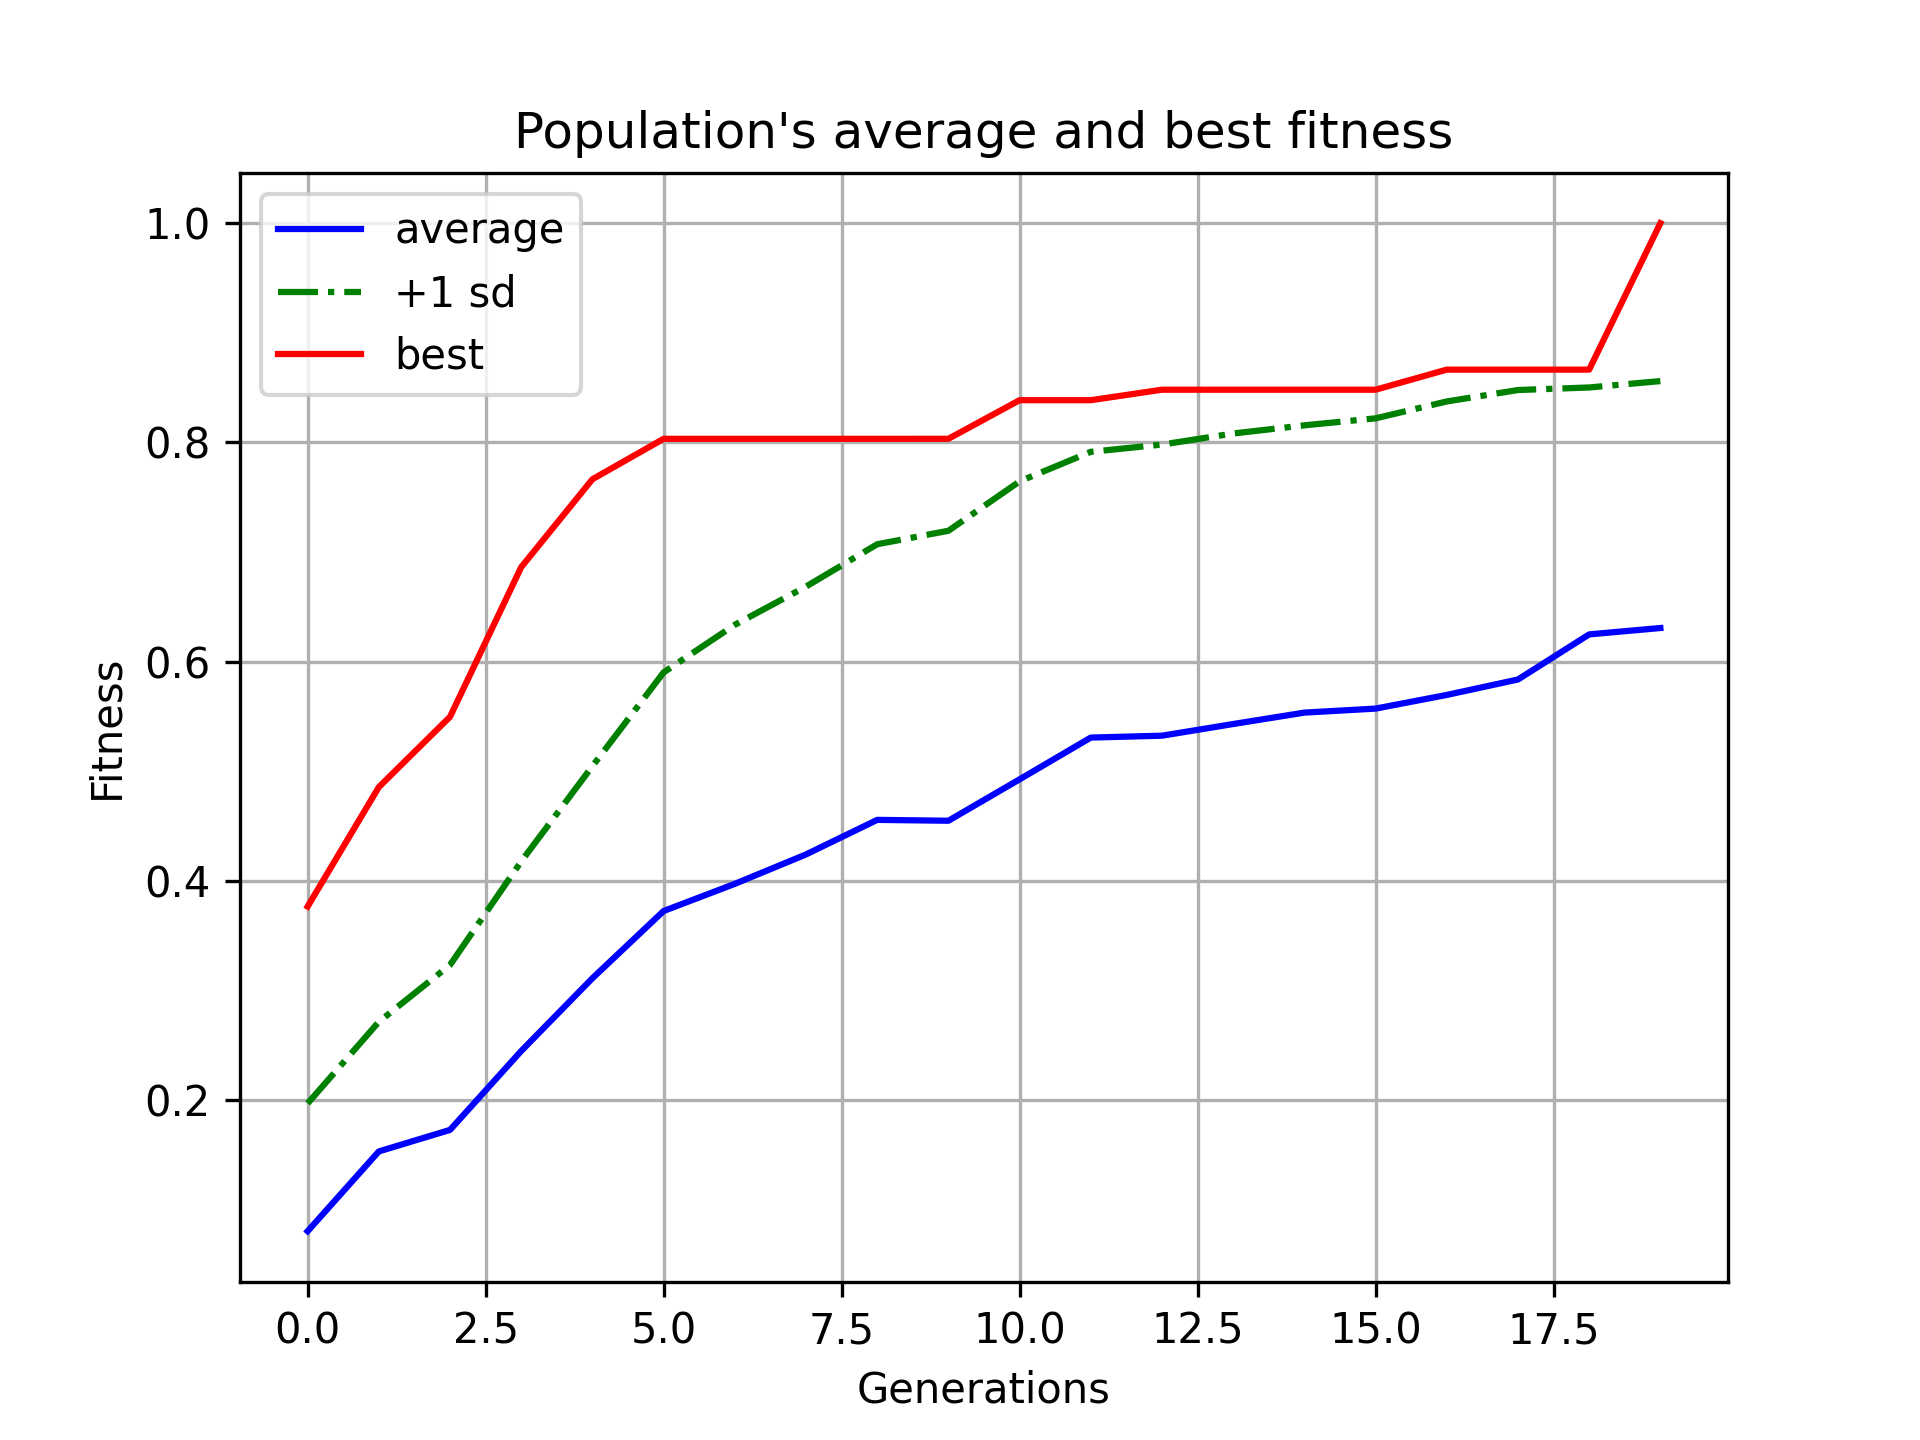 Population's average and best fitness
average
+1 sd
best
1.0
0.8
0.6
0.4
0.2
Fitness
0.0 2.5 5.0 7.5 10.0 12.5 15.0 17.5
Generations